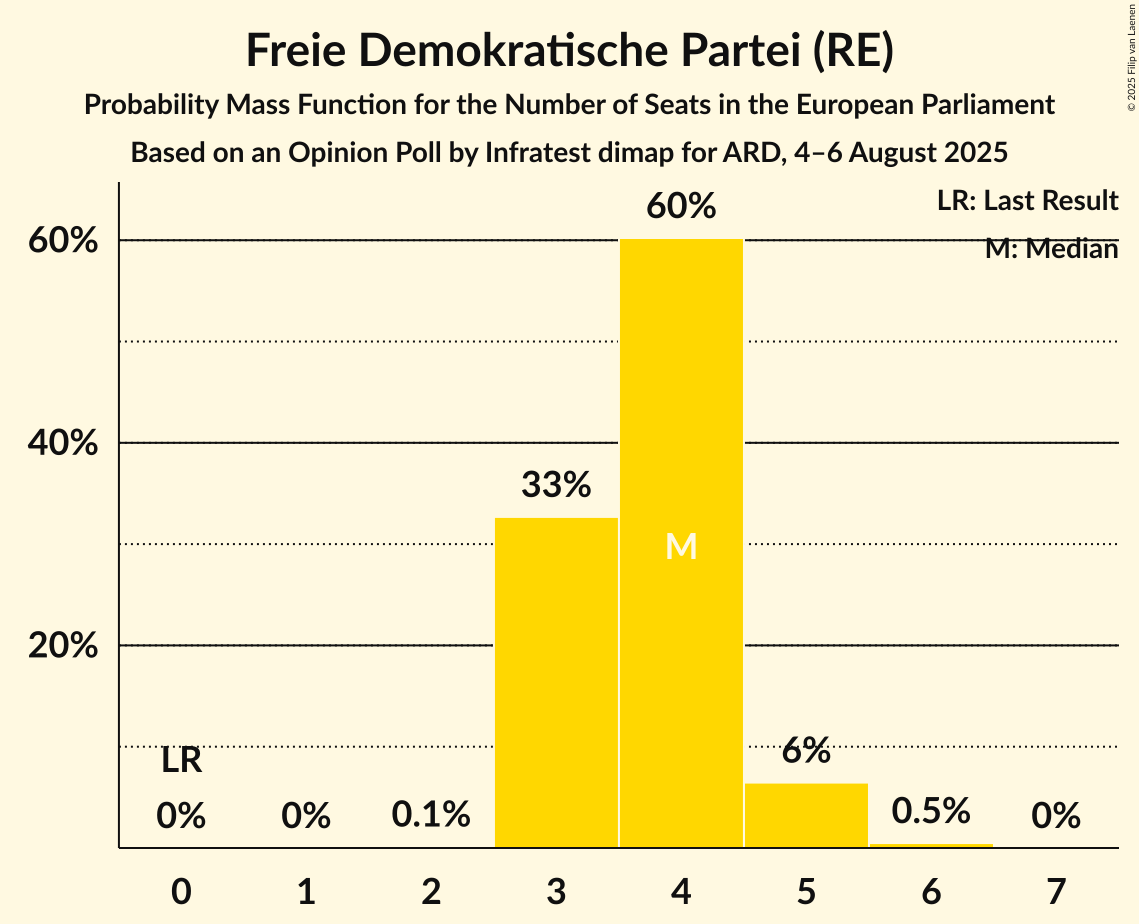 Freie Demokratische Partei (RE)
Probability Mass Function for the Number of Seats in the European Parliament
Based on an Opinion Poll by Infratest dimap for ARD, 4–6 August 2025
© 2025 Filip van Laenen
LR: Last Result
M: Median
60%
40%
20%
60%
33%
M
LR
6%
0%
0%
0.1%
0.5%
0%
0
1
2
3
4
5
6
7